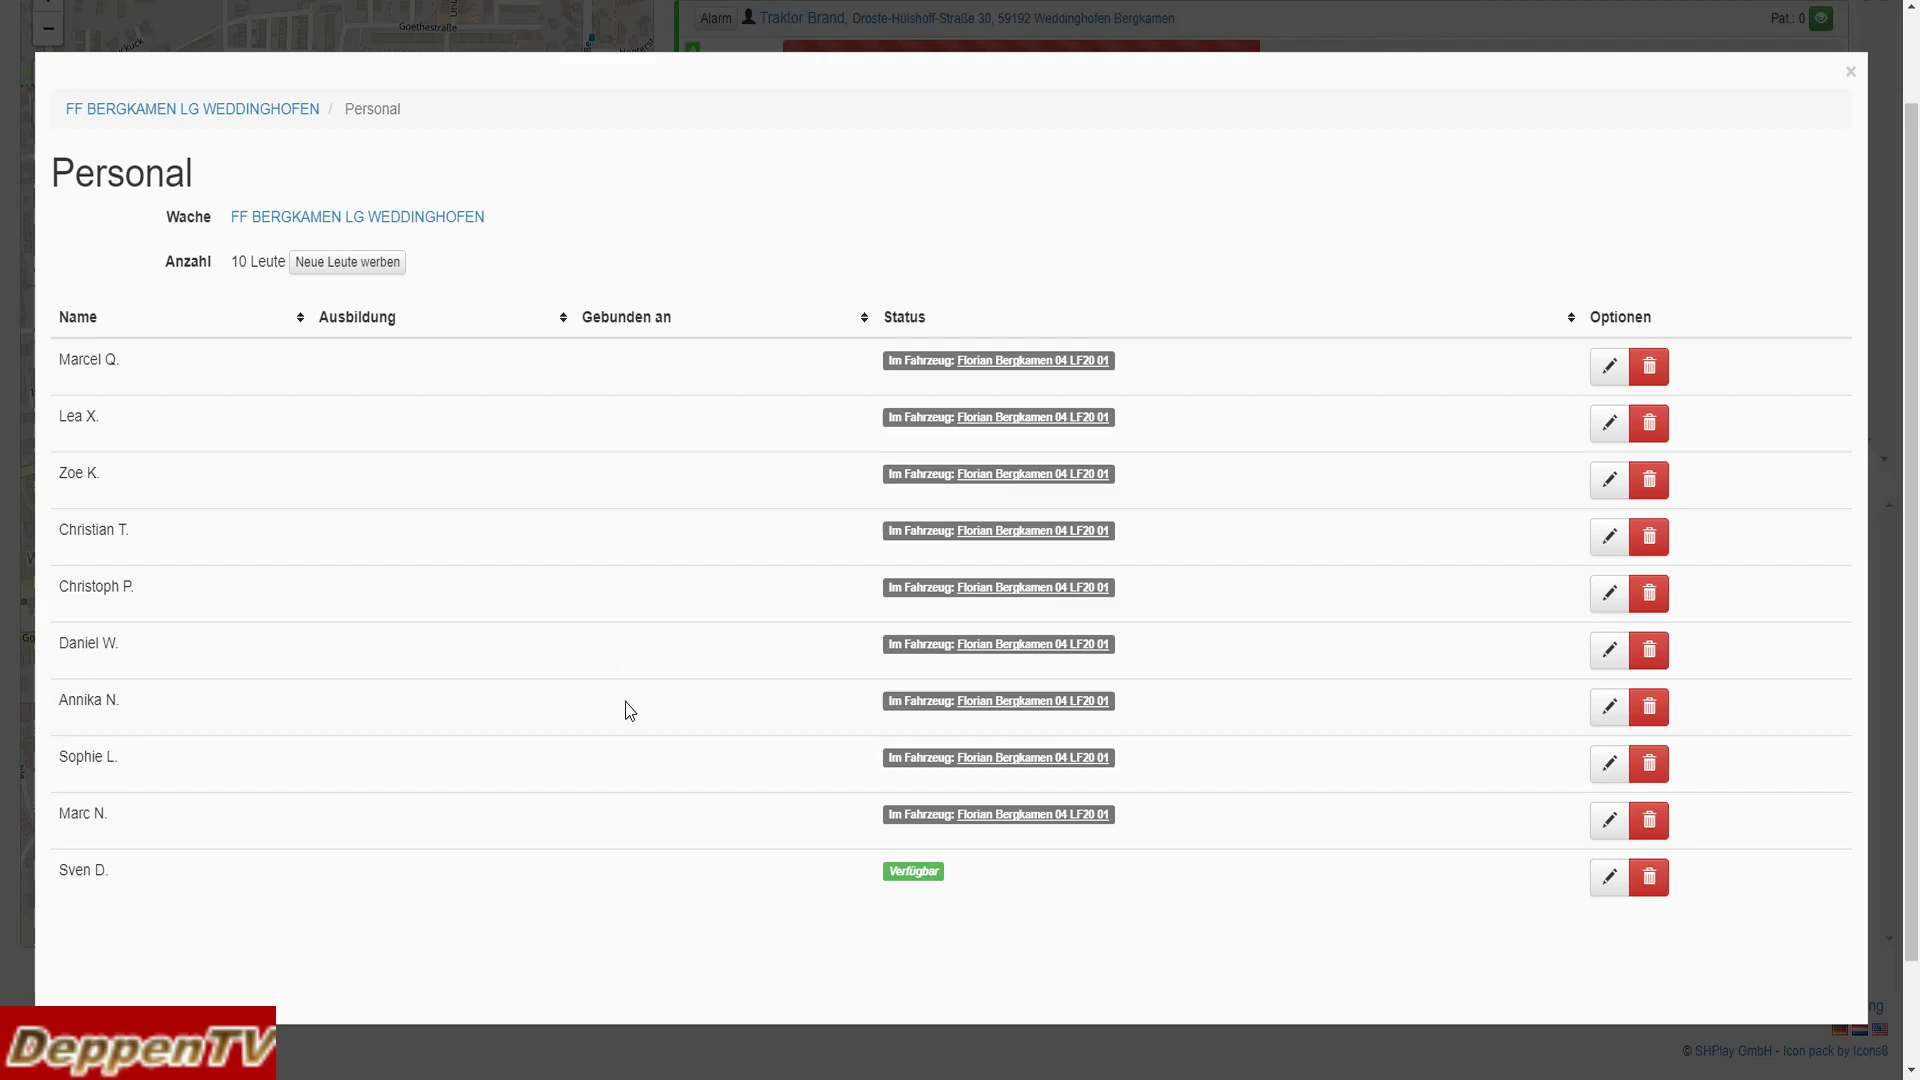 Goethestraße
Alarm Traktor Brand, Droste-Hülshoff-Straße 30, 59192 Weddinghofen Bergkamen Pat.: 0
×
FF BERGKAMEN LG WEDDINGHOFEN / Personal
Personal
Wache FF BERGKAMEN LG WEDDINGHOFEN
Anzahl 10 Leute Neue Leute werben
Name Ausbildung Gebunden an Status Optionen
Marcel Q. Im Fahrzeug: Florian Bergkamen 04 LF20 01
Lea X. Im Fahrzeug: Florian Bergkamen 04 LF20 01
Zoe K. Im Fahrzeug: Florian Bergkamen 04 LF20 01
Christian T. Im Fahrzeug: Florian Bergkamen 04 LF20 01
Christoph P. Im Fahrzeug: Florian Bergkamen 04 LF20 01
Daniel W. Im Fahrzeug: Florian Bergkamen 04 LF20 01
Annika N. Im Fahrzeug: Florian Bergkamen 04 LF20 01
Sophie L. Im Fahrzeug: Florian Bergkamen 04 LF20 01
Marc N. Im Fahrzeug: Florian Bergkamen 04 LF20 01
Sven D. Verfügbar
DeppenTV
© SHPlay GmbH - Icon pack by Icons8